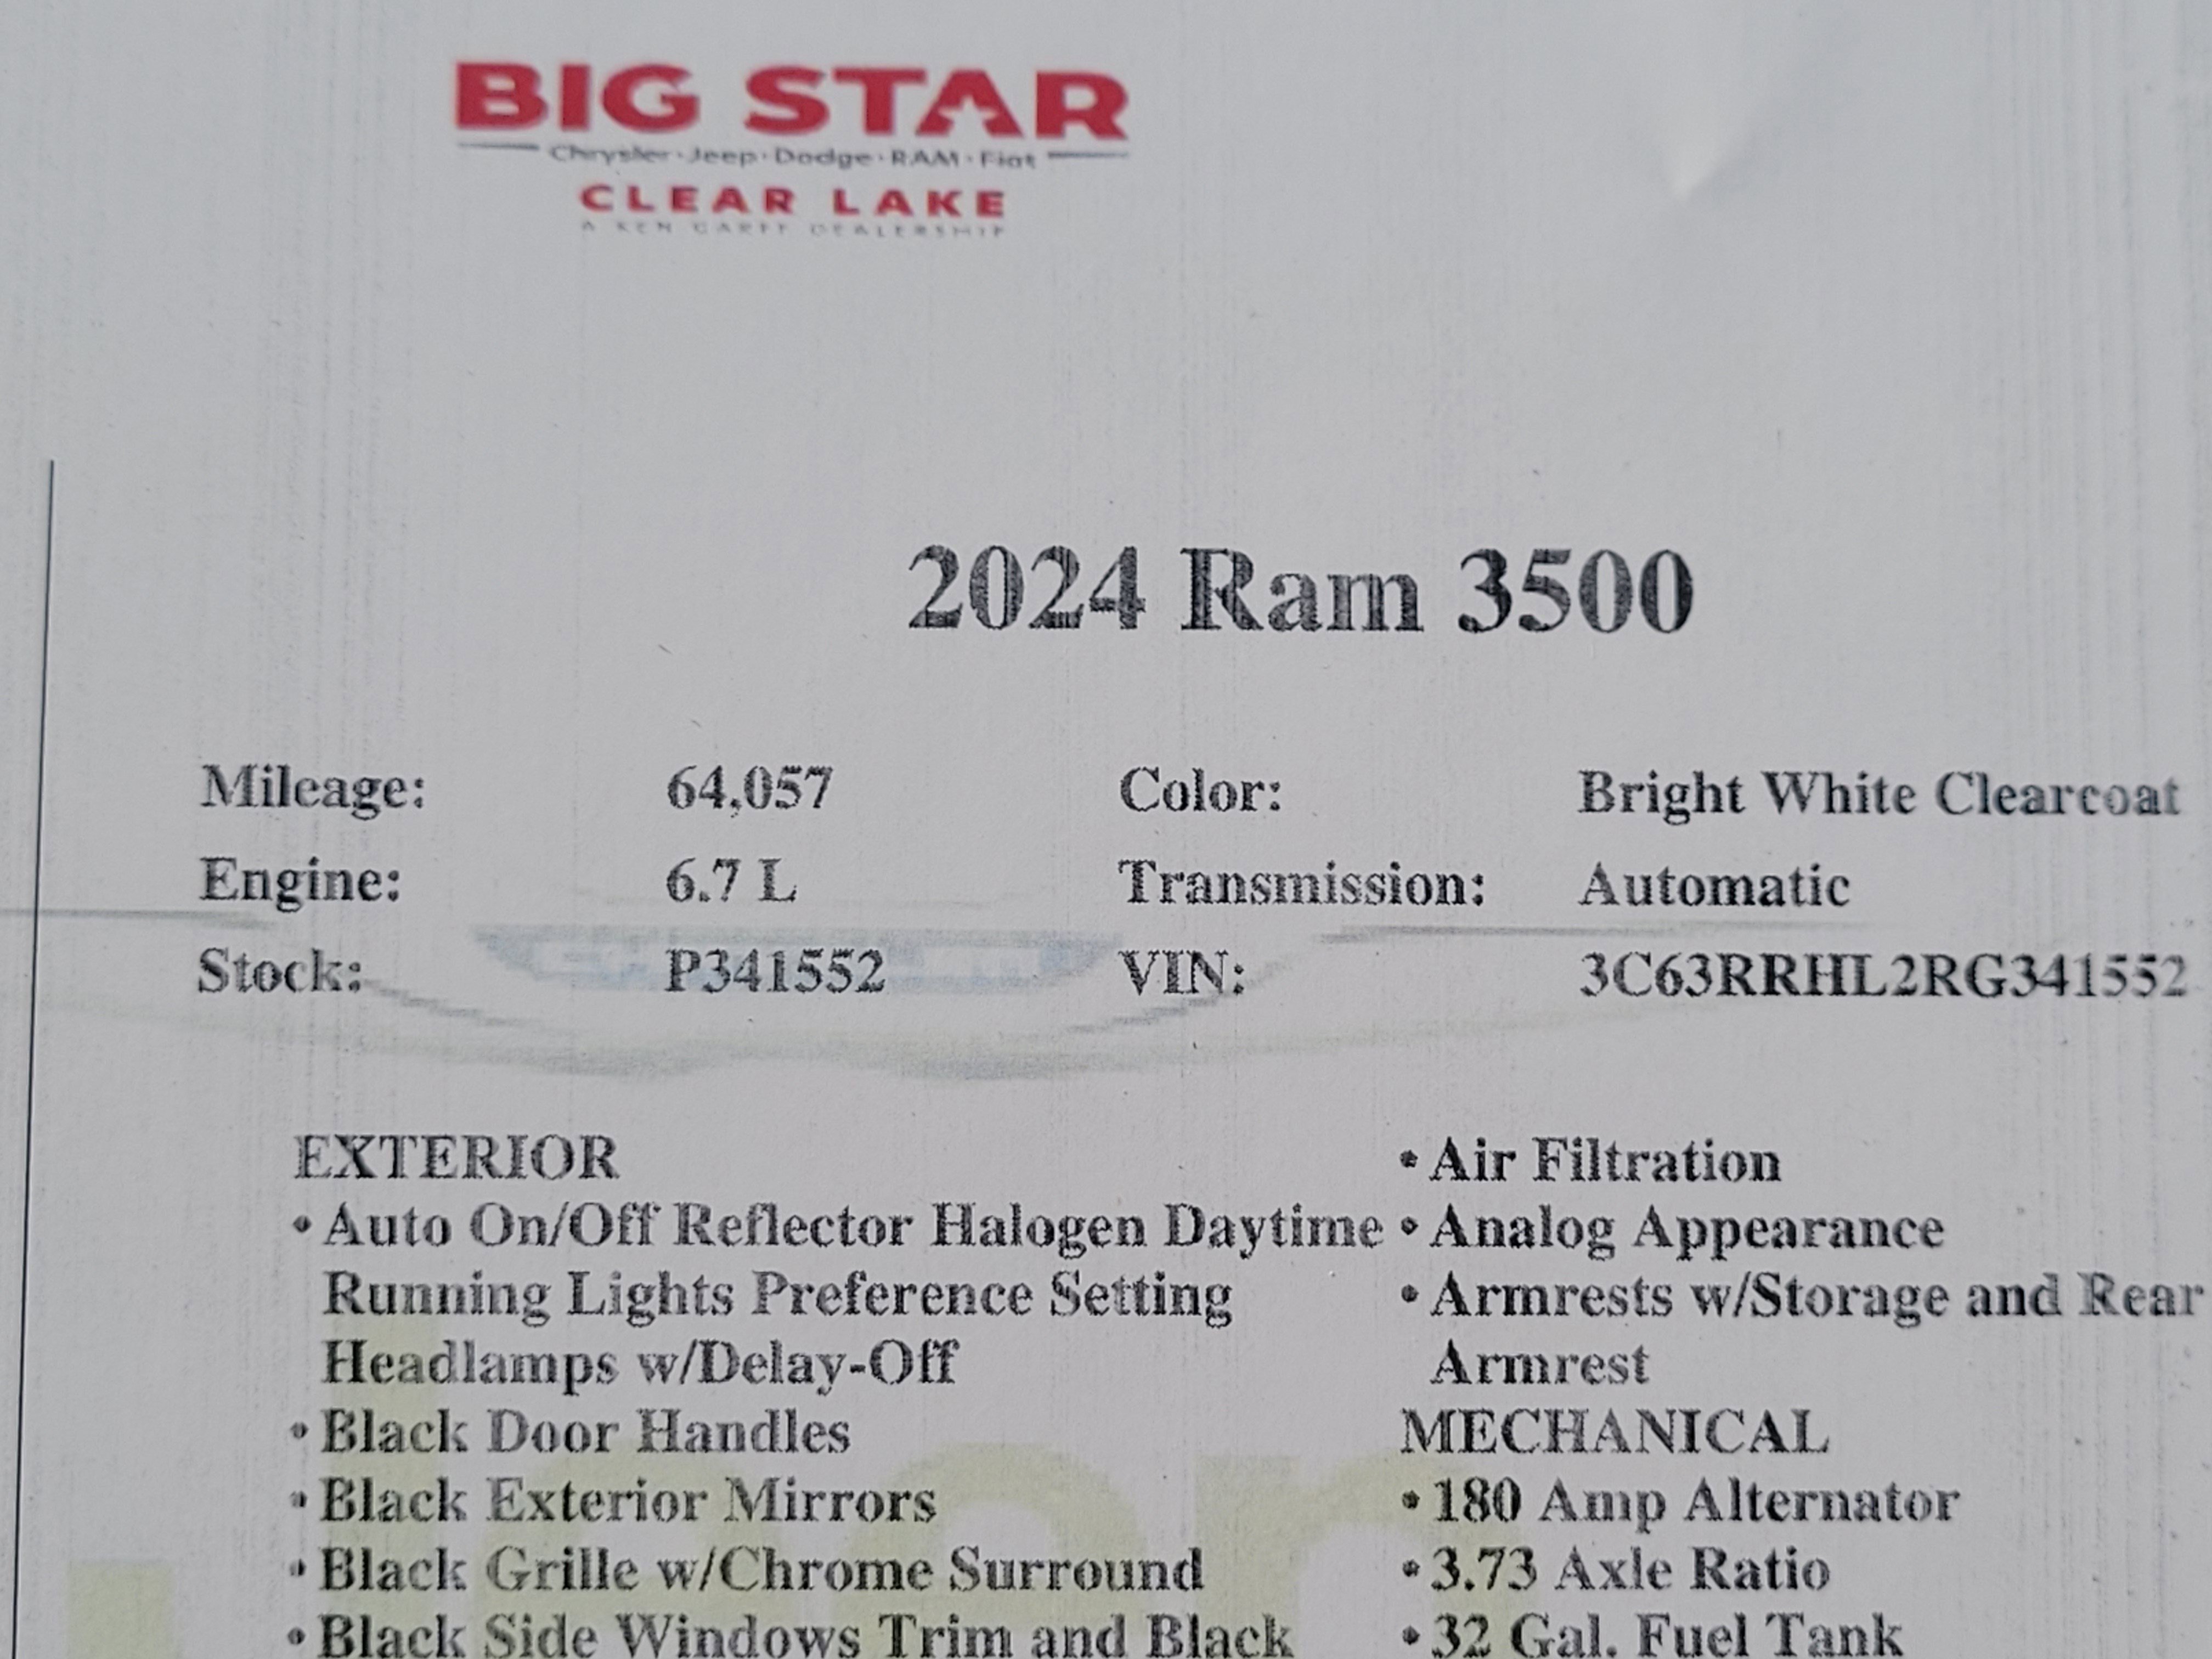 BIG STAR
Chrysler·Jeep·Dodge·RAM·Fiat
CLEAR LAKE
A KEN GARFF DEALERSHIP
2024 Ram 3500
Mileage: 64,057 Color: Bright White Clearcoat
Engine: 6.7 L Transmission: Automatic
Stock: P341552 VIN: 3C63RRHL2RG341552
EXTERIOR
• Auto On/Off Reflector Halogen Daytime
Running Lights Preference Setting
Headlamps w/Delay-Off
• Black Door Handles
• Black Exterior Mirrors
• Black Grille w/Chrome Surround
• Black Side Windows Trim and Black
• Air Filtration
• Analog Appearance
• Armrests w/Storage and Rear
Armrest
MECHANICAL
• 180 Amp Alternator
• 3.73 Axle Ratio
• 32 Gal. Fuel Tank